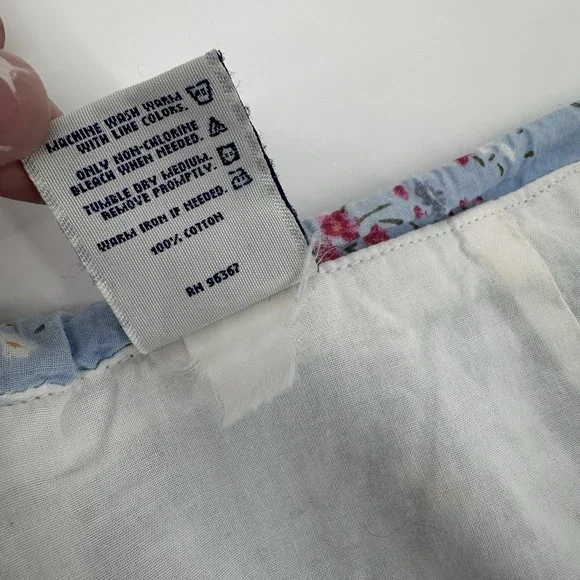 MACHINE WASH WARM
WITH LIKE COLORS.
ONLY NON-CHLORINE
BLEACH WHEN NEEDED.
TUMBLE DRY MEDIUM.
REMOVE PROMPTLY.
WARM IRON IF NEEDED.
100% COTTON
RN 96367